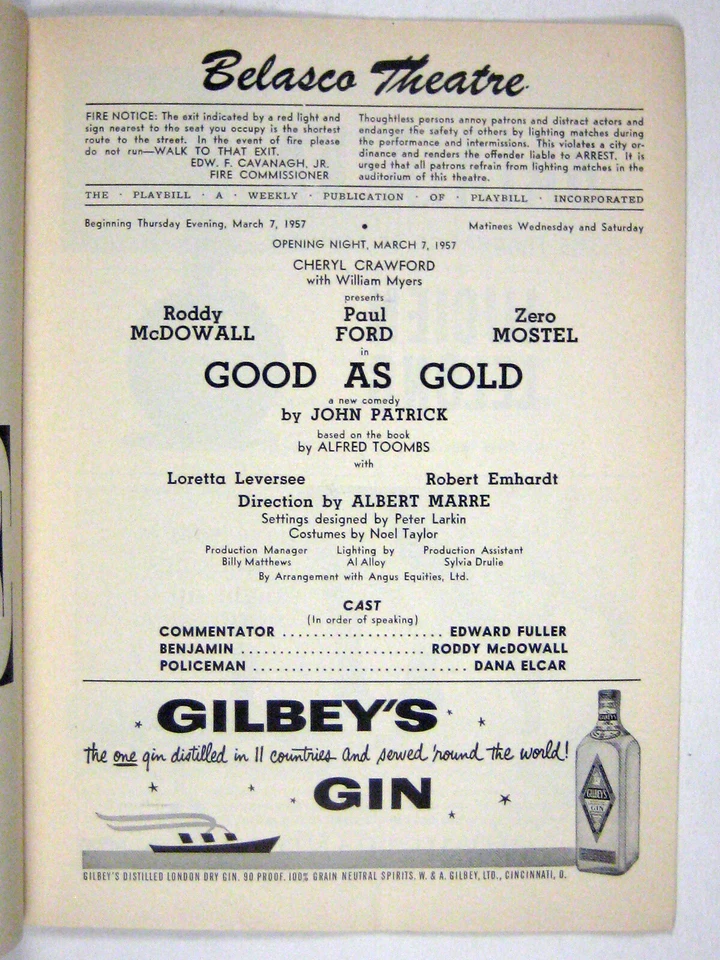 Belasco Theatre
FIRE NOTICE: The exit indicated by a red light and
sign nearest to the seat you occupy is the shortest
route to the street. In the event of fire please
do not run—WALK TO THAT EXIT.
EDW. F. CAVANAGH, JR.
FIRE COMMISSIONER
Thoughtless persons annoy patrons and distract actors and
endanger the safety of others by lighting matches during
the performance and intermissions. This violates a city or-
dinance and renders the offender liable to ARREST. It is
urged that all patrons refrain from lighting matches in the
auditorium of this theatre.
THE · PLAYBILL · A · WEEKLY · PUBLICATION · OF · PLAYBILL · INCORPORATED
Beginning Thursday Evening, March 7, 1957 • Matinees Wednesday and Saturday
OPENING NIGHT, MARCH 7, 1957
CHERYL CRAWFORD
with William Myers
presents
Roddy Paul Zero
McDOWALL FORD MOSTEL
in
GOOD AS GOLD
a new comedy
by JOHN PATRICK
based on the book
by ALFRED TOOMBS
with
Loretta Leversee Robert Emhardt
Direction by ALBERT MARRE
Settings designed by Peter Larkin
Costumes by Noel Taylor
Production Manager Lighting by Production Assistant
Billy Matthews Al Alloy Sylvia Drulie
By Arrangement with Angus Equities, Ltd.
CAST
(In order of speaking)
COMMENTATOR ..................... EDWARD FULLER
BENJAMIN ........................ RODDY McDOWALL
POLICEMAN ........................... DANA ELCAR
GILBEY'S
the one gin distilled in 11 countries and served 'round the world!
GIN
GILBEY'S
GIN
GILBEY'S DISTILLED LONDON DRY GIN. 90 PROOF. 100% GRAIN NEUTRAL SPIRITS. W. & A. GILBEY, LTD., CINCINNATI, O.